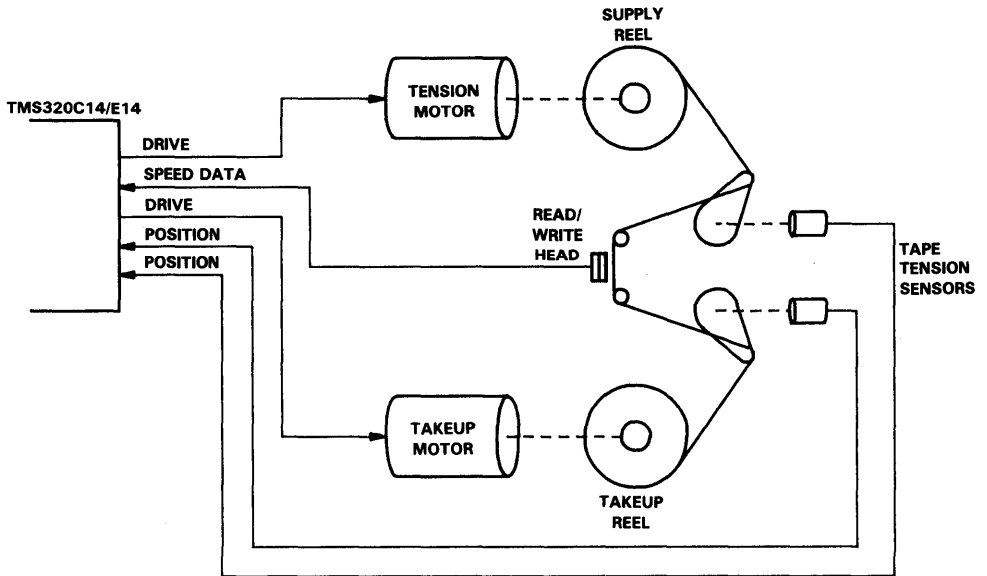 SUPPLY
REEL
TENSION
MOTOR
TMS320C14/E14
DRIVE
SPEED DATA
DRIVE
POSITION
POSITION
READ/
WRITE
HEAD
TAPE
TENSION
SENSORS
TAKEUP
MOTOR
TAKEUP
REEL